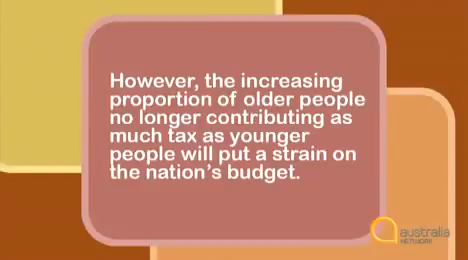 However, the increasing
proportion of older people
no longer contributing as
much tax as younger
people will put a strain on
the nation's budget.
australia
NETWORK